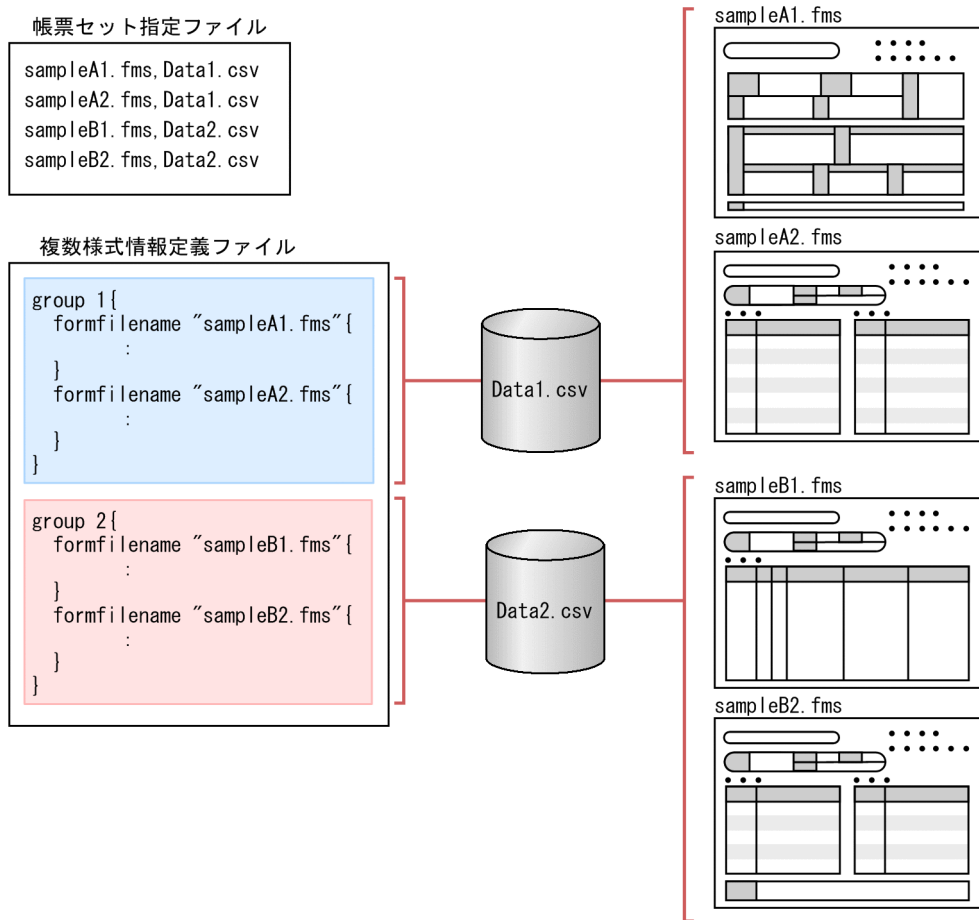 帳票セット指定ファイル
sampleA1.fms,Data1.csv
sampleA2.fms,Data1.csv
sampleB1.fms,Data2.csv
sampleB2.fms,Data2.csv
複数様式情報定義ファイル
group 1{
formfilename "sampleA1.fms"{
:
}
formfilename "sampleA2.fms"{
:
}
}
group 2{
formfilename "sampleB1.fms"{
:
}
formfilename "sampleB2.fms"{
:
}
}
Data1.csv
Data2.csv
sampleA1.fms
sampleA2.fms
sampleB1.fms
sampleB2.fms